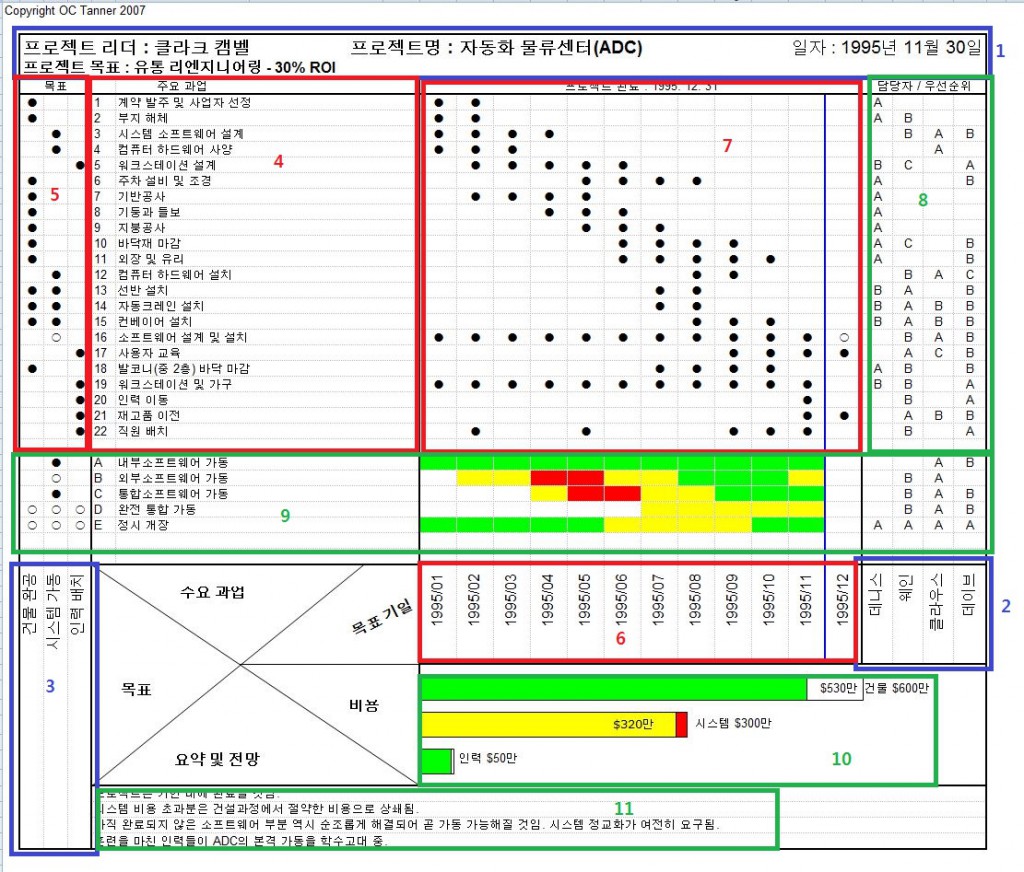 Copyright OC Tanner 2007
프로젝트 리더 : 클라크 캠벨 프로젝트명 : 자동화 물류센터(ADC) 일자 : 1995년 11월 30일 1
프로젝트 목표 : 유통 리엔지니어링 - 30% ROI
목표 주요 과업 프로젝트 완료 : 1995. 12. 31 담당자 / 우선순위
● 1 계약 발주 및 사업자 선정 ● ● A
● 2 부지 해체 ● ● A B
● 3 시스템 소프트웨어 설계 ● ● ● ● B A B
● 4 컴퓨터 하드웨어 사양 ● ● ● A
● 5 워크스테이션 설계 ● ● ● ● ● B C A
● 6 주차 설비 및 조경 ● ● ● ● A B
● 7 기반공사 ● ● ● ● A
● 8 기둥과 들보 ● ● ● A
● 9 지붕공사 ● ● ● A
● 10 바닥재 마감 ● ● ● ● A C B
● 11 외장 및 유리 ● ● ● ● ● A B
● 12 컴퓨터 하드웨어 설치 ● ● B A C
● ● 13 선반 설치 ● ● B A B
● ● 14 자동크레인 설치 ● ● B A B B
● ● 15 컨베이어 설치 ● ● ● B A B B
○ 16 소프트웨어 설계 및 설치 ● ● ● ● ● ● ● ● ● ● ● ○ B A B
● 17 사용자 교육 ● ● ● ● A C B
● 18 발코니(중 2층) 바닥 마감 ● ● ● ● A B B
● 19 워크스테이션 및 가구 ● ● ● ● ● ● ● ● ● ● ● B B A
● 20 인력 이동 ● B A
● 21 재고품 이전 ● ● A B B
● 22 직원 배치 ● ● ● ● ● B A
4
5
7
8
● A 내부소프트웨어 가동 A B
○ B 외부소프트웨어 가동 B A
● C 통합소프트웨어 가동 B A B
○ ○ ○ D 완전 통합 가동 B A B
○ ○ ○ E 정시 개장 A A A A
9
건물 완공
시스템 가동
인력 배치
3
수요 과업
목표 기일
목표
비용
요약 및 전망
1995/01 1995/02 1995/03 1995/04 1995/05 1995/06 1995/07 1995/08 1995/09 1995/10 1995/11 1995/12
6
데니스 웨인 클라우스 데이브
2
$530만 건물 $600만
$320만 시스템 $300만
인력 $50만
10
프로젝트는 기한 내에 완료될 것임.
시스템 비용 초과분은 건설과정에서 절약한 비용으로 상쇄됨. 11
아직 완료되지 않은 소프트웨어 부분 역시 순조롭게 해결되어 곧 가동 가능해질 것임. 시스템 정교화가 여전히 요구됨.
훈련을 마친 인력들이 ADC의 본격 가동을 학수고대 중.